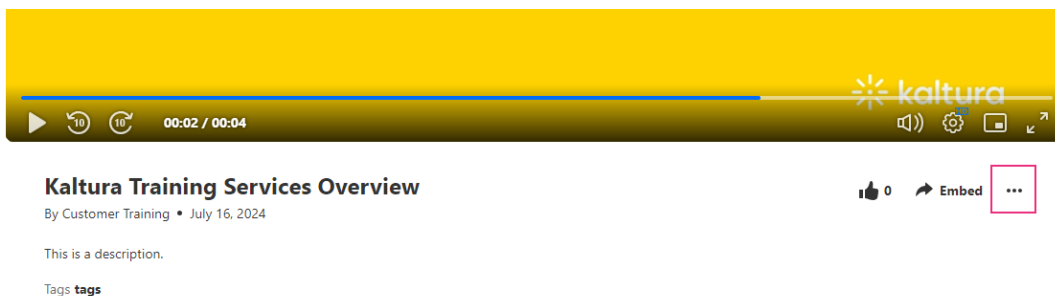 kaltura
10 10 00:02 / 00:04 HD
Kaltura Training Services Overview
0 Embed ...
By Customer Training • July 16, 2024
This is a description.
Tags tags